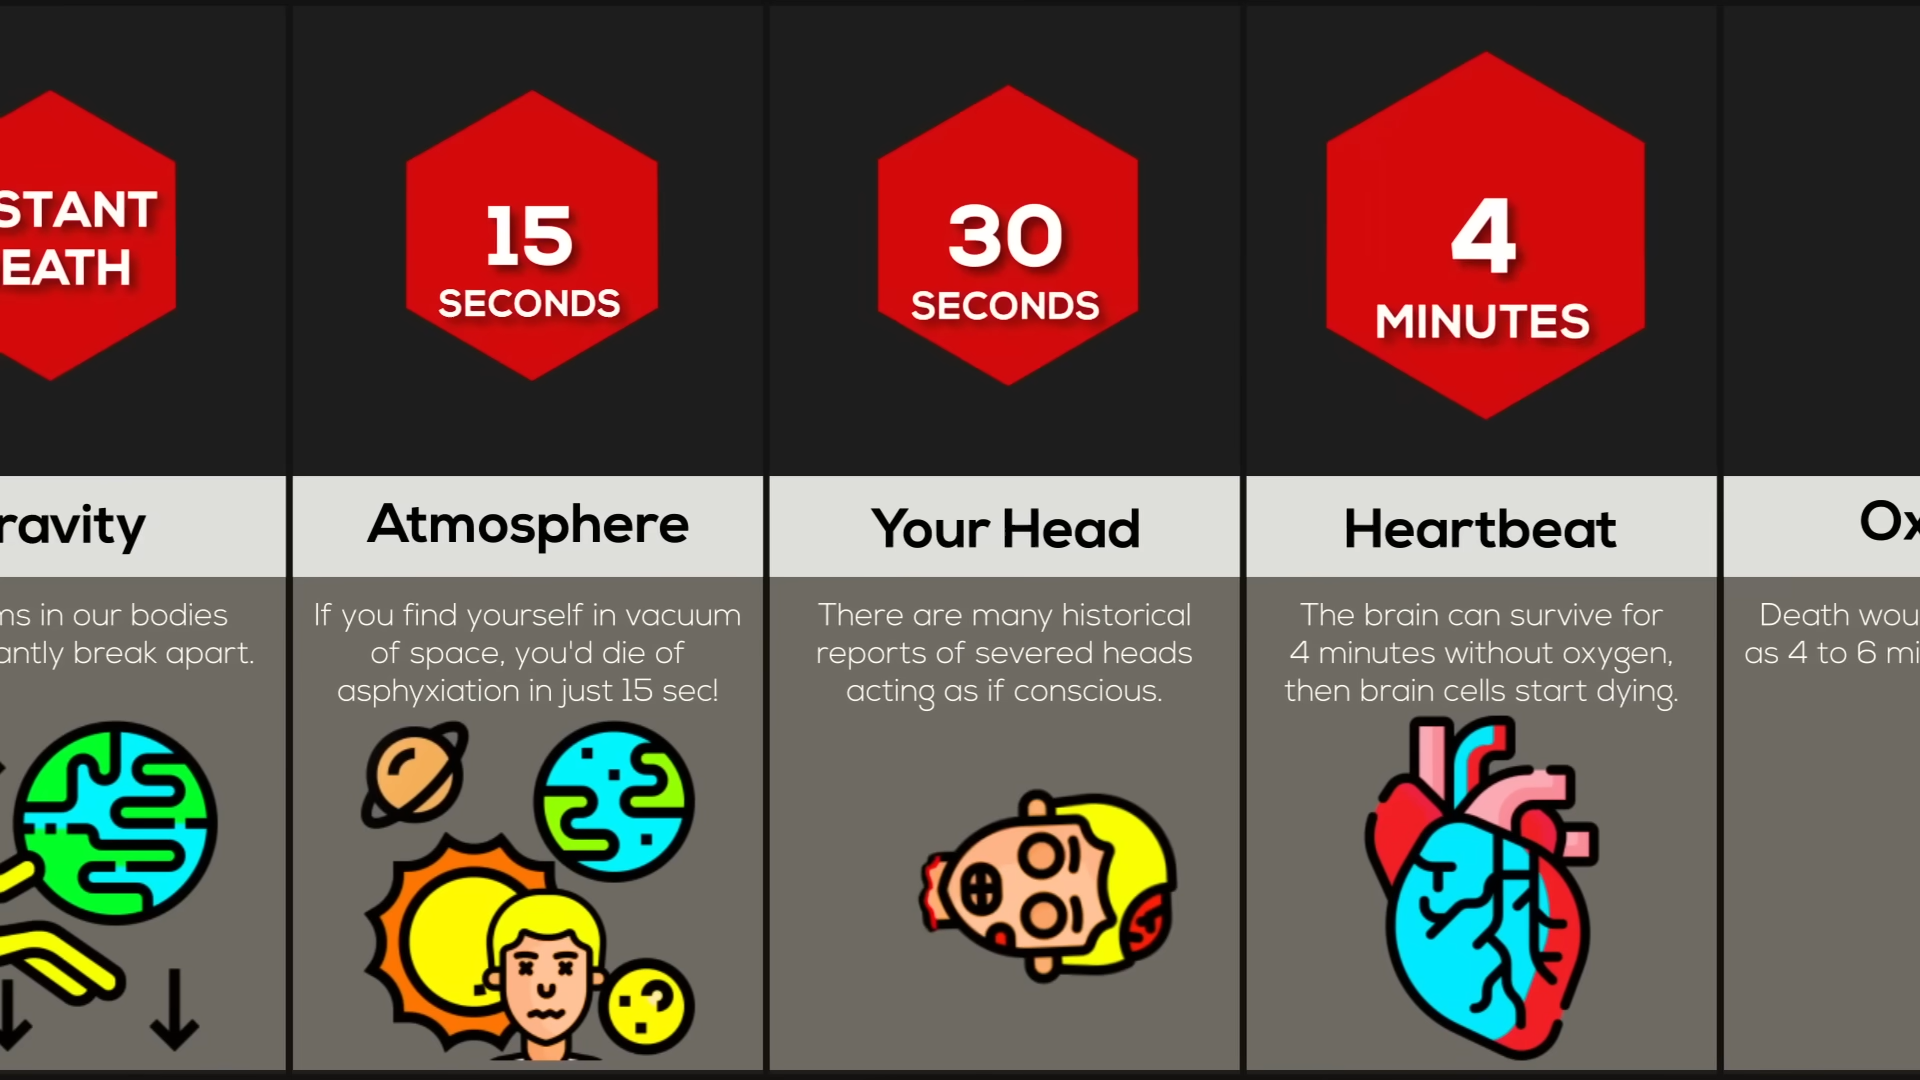 STANT
EATH
ravity
ms in our bodies
antly break apart.
15
SECONDS
Atmosphere
If you find yourself in vacuum
of space, you'd die of
asphyxiation in just 15 sec!
30
SECONDS
Your Head
There are many historical
reports of severed heads
acting as if conscious.
4
MINUTES
Heartbeat
The brain can survive for
4 minutes without oxygen,
then brain cells start dying.
Ox
Death wou
as 4 to 6 mi